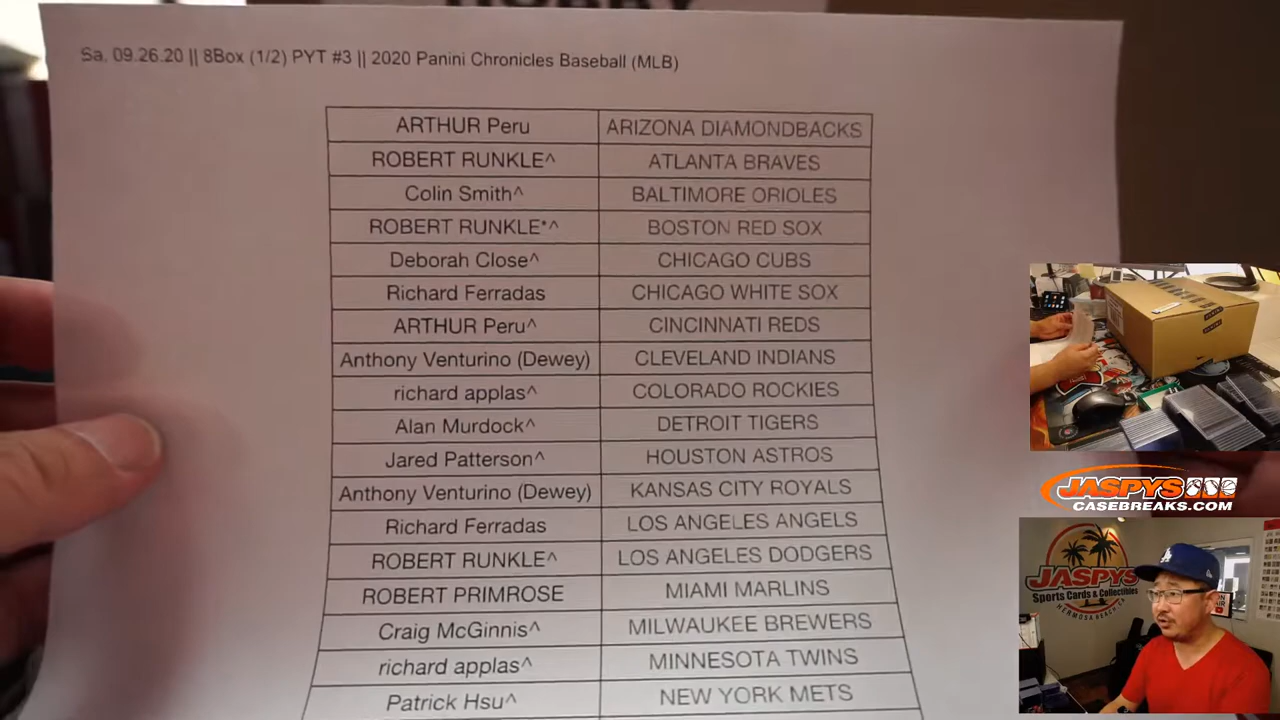 Sa. 09.26.20 || 8Box (1/2) PYT #3 || 2020 Panini Chronicles Baseball (MLB)
ARTHUR Peru ARIZONA DIAMONDBACKS
ROBERT RUNKLE^ ATLANTA BRAVES
Colin Smith^ BALTIMORE ORIOLES
ROBERT RUNKLE*^ BOSTON RED SOX
Deborah Close^ CHICAGO CUBS
Richard Ferradas CHICAGO WHITE SOX
ARTHUR Peru^ CINCINNATI REDS
Anthony Venturino (Dewey) CLEVELAND INDIANS
richard applas^ COLORADO ROCKIES
Alan Murdock^ DETROIT TIGERS
Jared Patterson^ HOUSTON ASTROS
Anthony Venturino (Dewey) KANSAS CITY ROYALS
Richard Ferradas LOS ANGELES ANGELS
ROBERT RUNKLE^ LOS ANGELES DODGERS
ROBERT PRIMROSE MIAMI MARLINS
Craig McGinnis^ MILWAUKEE BREWERS
richard applas^ MINNESOTA TWINS
Patrick Hsu^ NEW YORK METS
JASPYS
CASEBREAKS.COM
JASPYS
Sports Cards & Collectibles
HERMOSA BEACH, CA